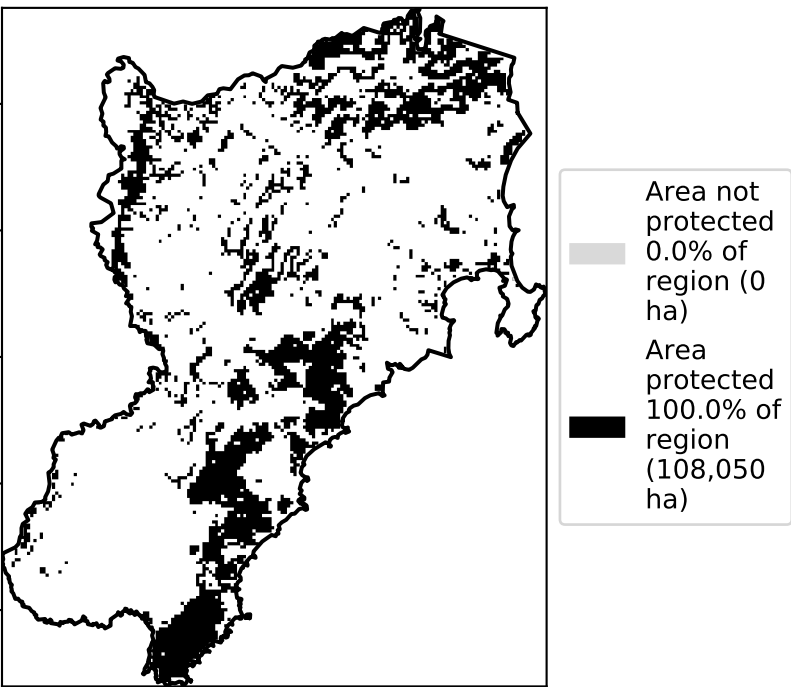 Area not
protected
0.0% of
region (0
ha)
Area
protected
100.0% of
region
(108,050
ha)